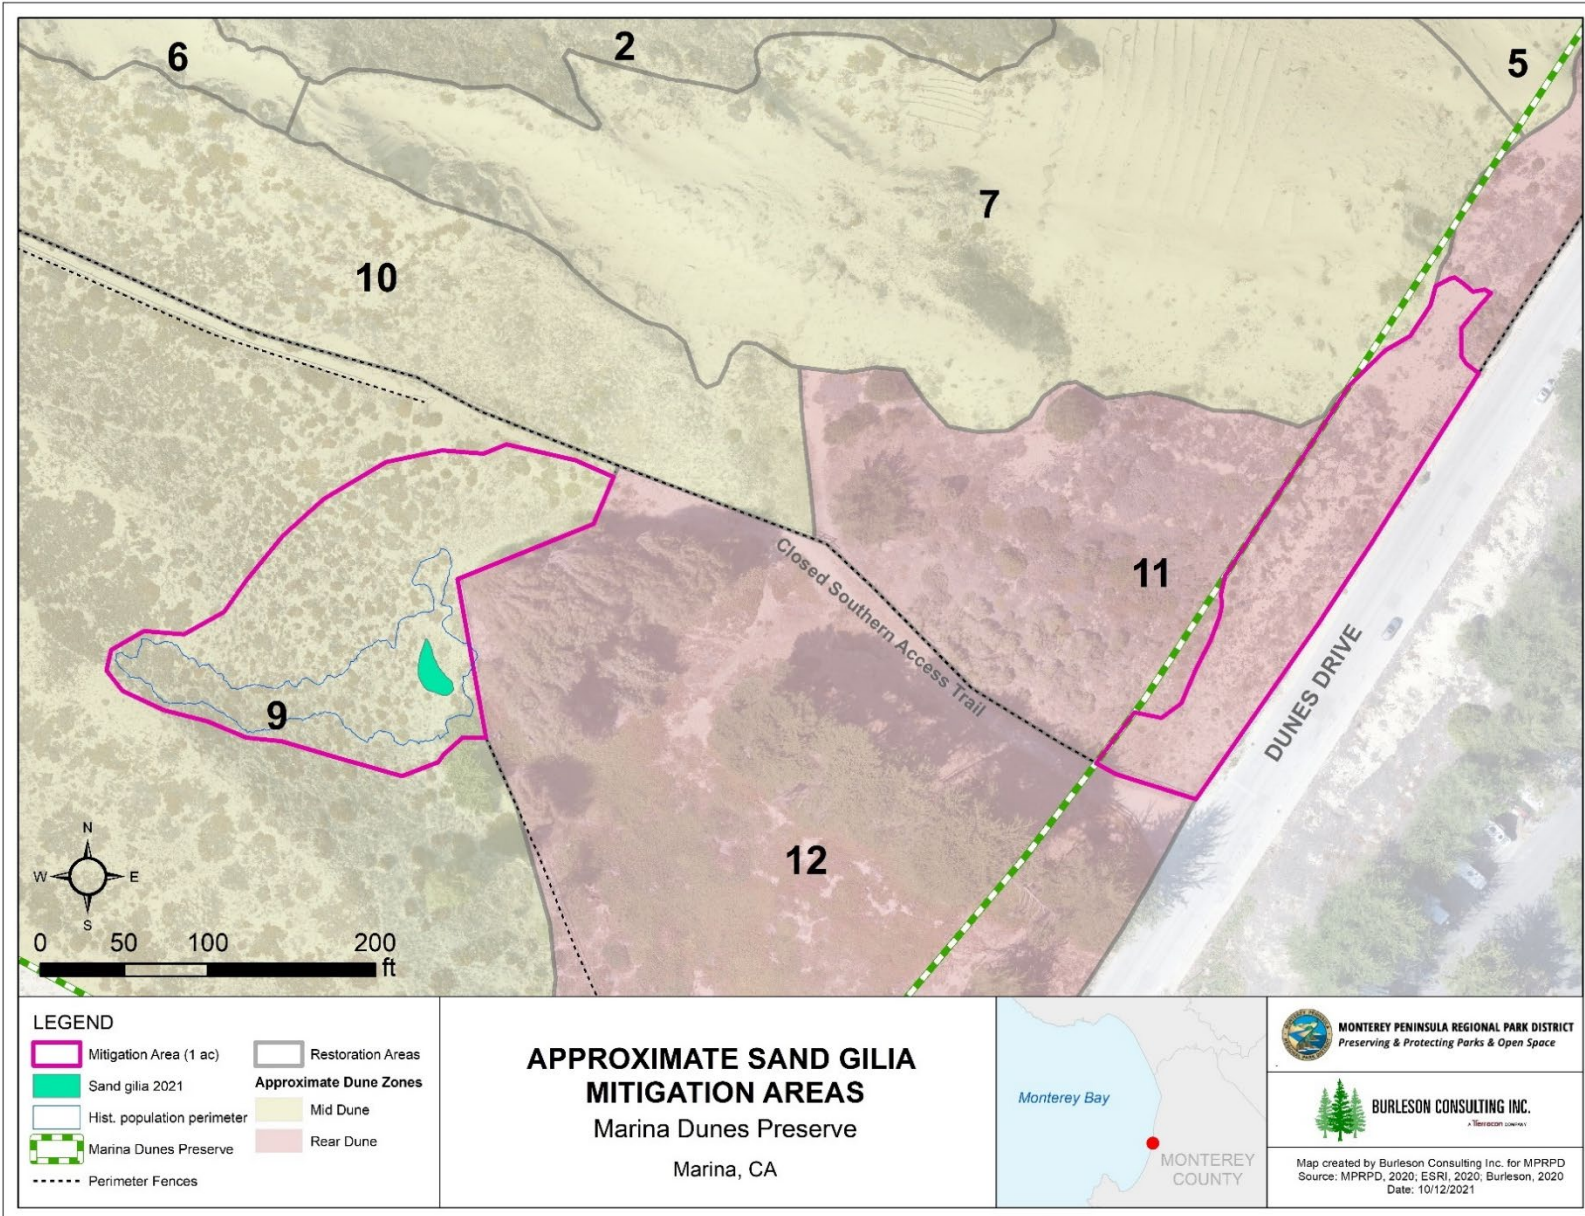 6
2
5
7
10
Closed Southern Access Trail
11
9
DUNES DRIVE
12
N
W E
S
0 50 100 200
ft
LEGEND
Mitigation Area (1 ac)
Sand gilia 2021
Hist. population perimeter
Marina Dunes Preserve
Perimeter Fences
Restoration Areas
Approximate Dune Zones
Mid Dune
Rear Dune
APPROXIMATE SAND GILIA
MITIGATION AREAS
Marina Dunes Preserve
Marina, CA
Monterey Bay
MONTEREY
COUNTY
MONTEREY PENINSULA REGIONAL PARK DISTRICT
Preserving & Protecting Parks & Open Space
BURLESON CONSULTING INC.
A Terracon COMPANY
Map created by Burleson Consulting Inc. for MPRPD
Source: MPRPD, 2020; ESRI, 2020; Burleson, 2020
Date: 10/12/2021